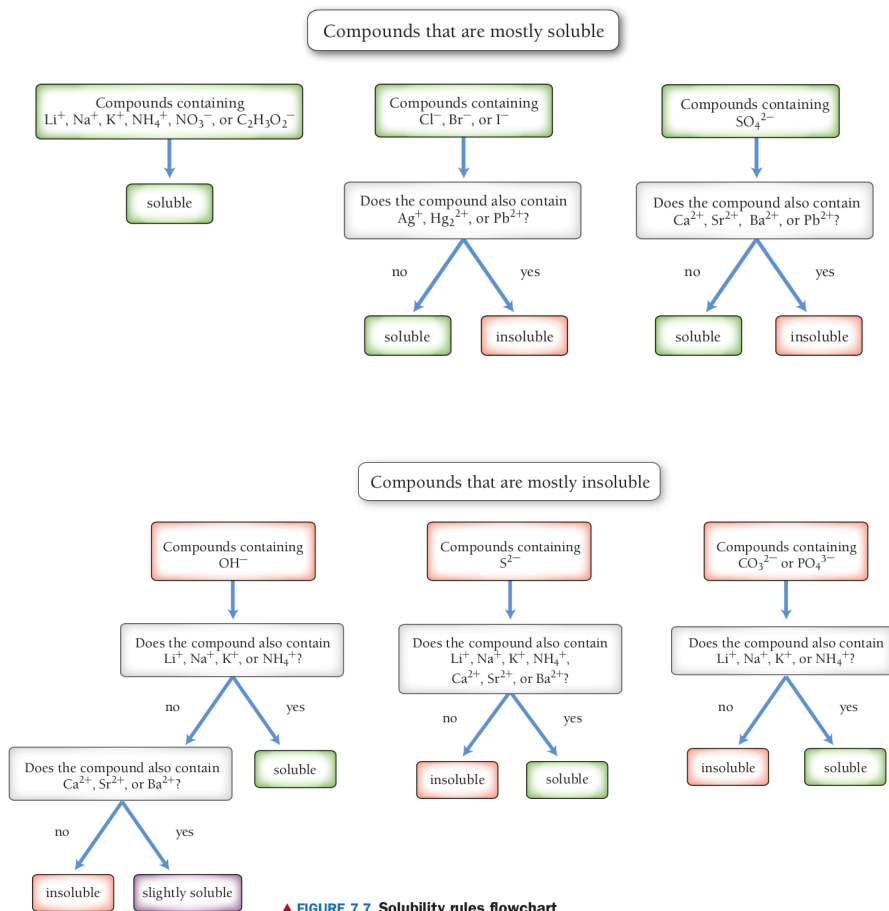 Compounds that are mostly soluble
Compounds containing
Li⁺, Na⁺, K⁺, NH₄⁺, NO₃⁻, or C₂H₃O₂⁻
soluble
Compounds containing
Cl⁻, Br⁻, or I⁻
Does the compound also contain
Ag⁺, Hg₂²⁺, or Pb²⁺?
no
yes
soluble
insoluble
Compounds containing
SO₄²⁻
Does the compound also contain
Ca²⁺, Sr²⁺, Ba²⁺, or Pb²⁺?
no
yes
soluble
insoluble
Compounds that are mostly insoluble
Compounds containing
OH⁻
Does the compound also contain
Li⁺, Na⁺, K⁺, or NH₄⁺?
no
yes
soluble
Does the compound also contain
Ca²⁺, Sr²⁺, or Ba²⁺?
no
yes
insoluble
slightly soluble
Compounds containing
S²⁻
Does the compound also contain
Li⁺, Na⁺, K⁺, NH₄⁺,
Ca²⁺, Sr²⁺, or Ba²⁺?
no
yes
insoluble
soluble
Compounds containing
CO₃²⁻ or PO₄³⁻
Does the compound also contain
Li⁺, Na⁺, K⁺, or NH₄⁺?
no
yes
insoluble
soluble
▲ FIGURE 7.7 Solubility rules flowchart